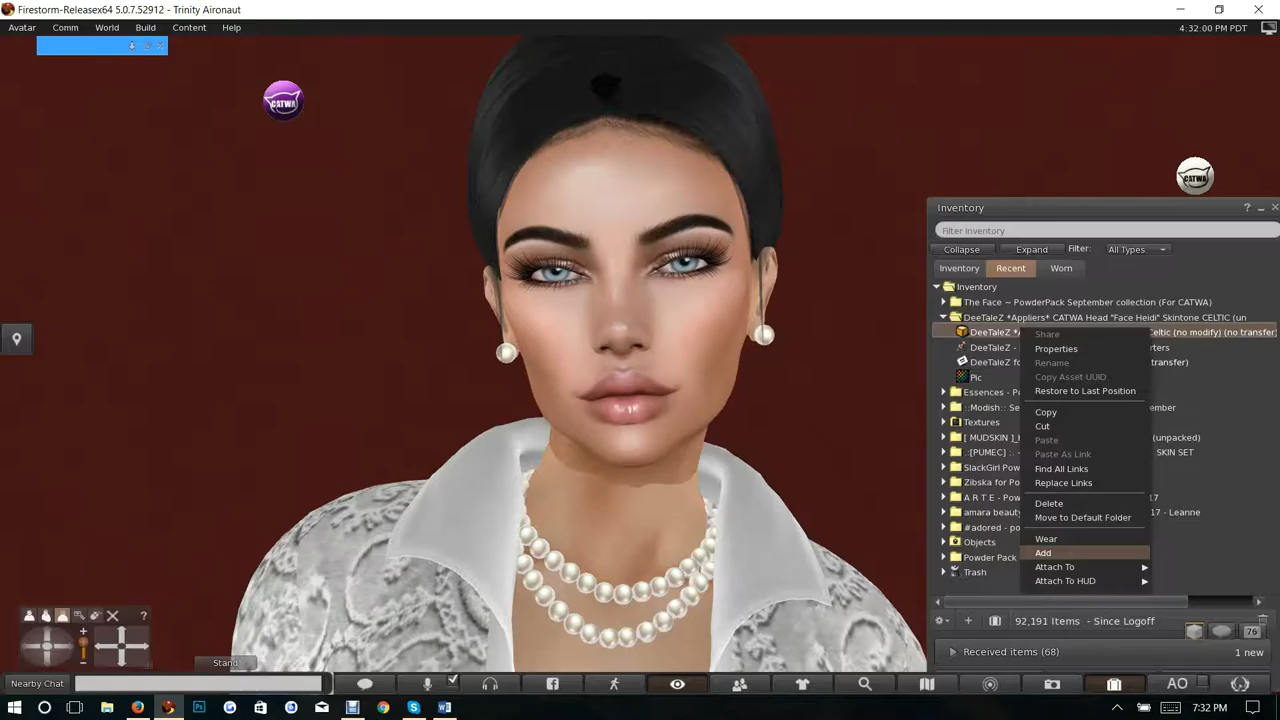 Firestorm-Releasex64 5.0.7.52912 - Trinity Aironaut
Avatar Comm World Build Content Help 4:32:00 PM PDT
CATWA
CATWA
Inventory ?
Filter Inventory
Collapse Expand Filter: All Types
Inventory Recent Worn
Inventory
The Face ~ PowderPack September collection (For CATWA)
DeeTaleZ *Appliers* CATWA Head "Face Heidi" Skintone CELTIC (un
DeeTaleZ *A Celtic (no modify) (no transfer)
DeeTaleZ - rters
DeeTaleZ fo transfer)
Pic
Essences - Po
::Modish:: Se ember
Textures
[ MUDSKIN ]_ (unpacked)
.:[PUMEC] :. - SKIN SET
SlackGirl Pow
Zibska for Po
A R T E - Pow 17
amara beauty 17 - Leanne
#adored - po
Objects
Powder Pack
Trash
Share
Properties
Rename
Copy Asset UUID
Restore to Last Position
Copy
Cut
Paste
Paste As Link
Find All Links
Replace Links
Delete
Move to Default Folder
Wear
Add
Attach To
Attach To HUD
92,191 Items - Since Logoff 76
Received items (68) 1 new
?
Stand
Nearby Chat AO
7:32 PM